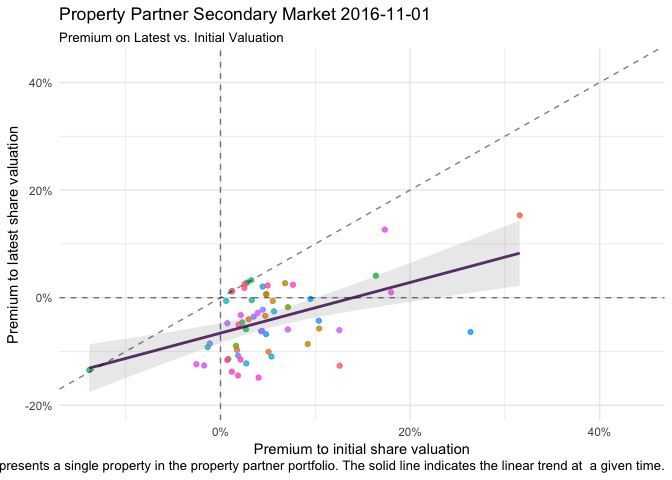 Property Partner Secondary Market 2016-11-01
Premium on Latest vs. Initial Valuation
40%
20%
0%
-20%
Premium to latest share valuation
0%
20%
40%
Premium to initial share valuation
presents a single property in the property partner portfolio. The solid line indicates the linear trend at  a given time.